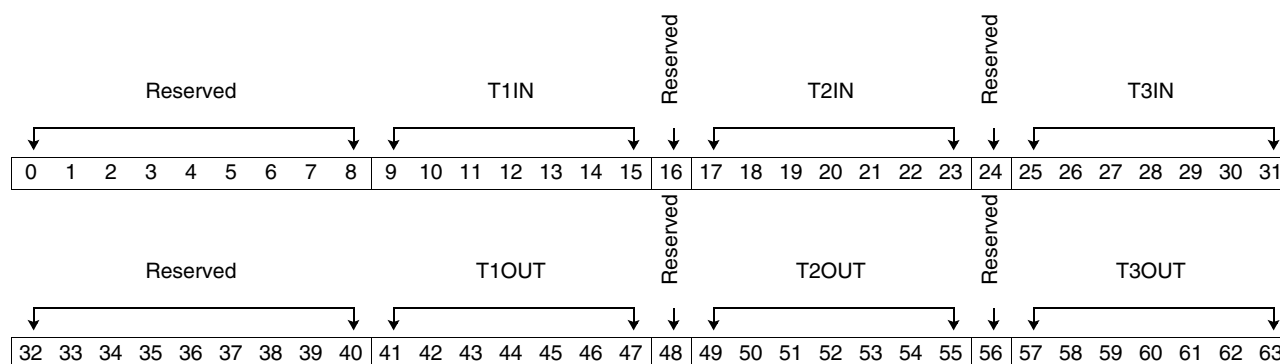 Reserved T1IN Reserved T2IN Reserved T3IN
0 1 2 3 4 5 6 7 8 9 10 11 12 13 14 15 16 17 18 19 20 21 22 23 24 25 26 27 28 29 30 31
Reserved T1OUT Reserved T2OUT Reserved T3OUT
32 33 34 35 36 37 38 39 40 41 42 43 44 45 46 47 48 49 50 51 52 53 54 55 56 57 58 59 60 61 62 63